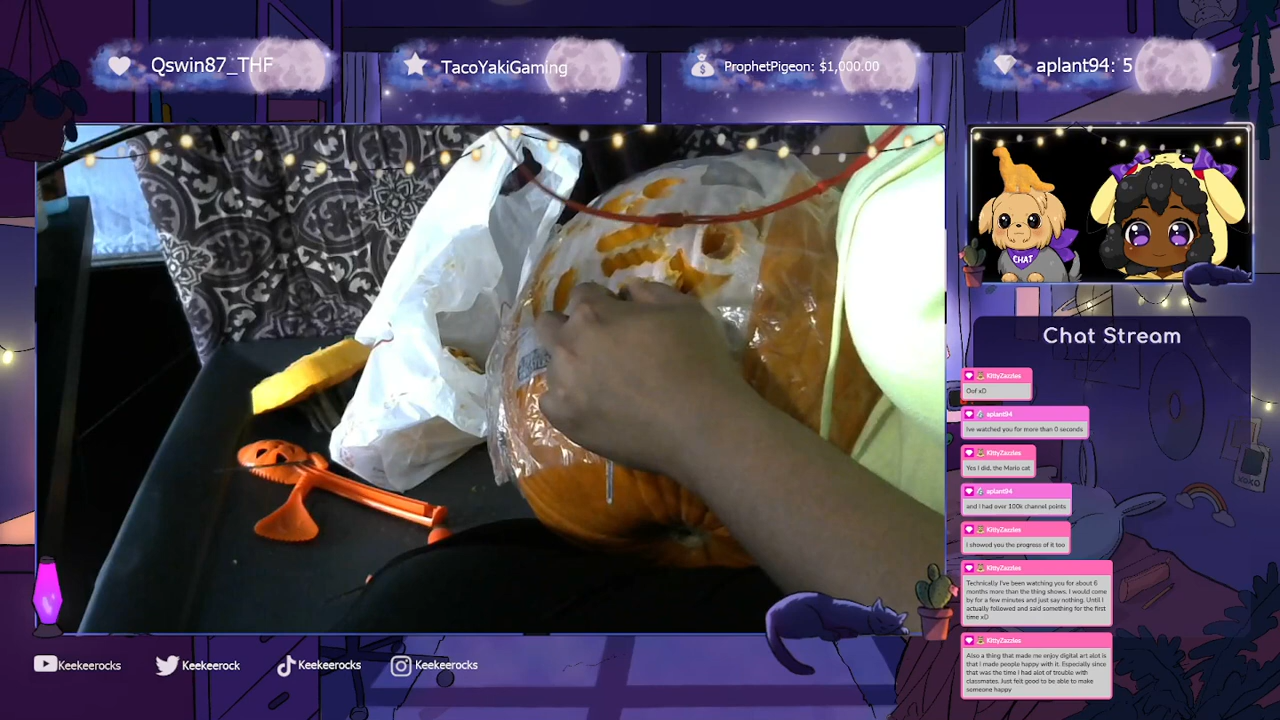 Qswin87_THF
TacoYakiGaming
ProphetPigeon: $1,000.00
aplant94: 5
CHAT
Chat Stream
KittyZazzles
Oof xD
aplant94
Ive watched you for more than 0 seconds
KittyZazzles
Yes I did, the Mario cat
aplant94
and I had over 100k channel points
KittyZazzles
I showed you the progress of it too
KittyZazzles
Technically I've been watching you for about 6
months more than the thing shows. I would come
by for a few minutes and just say nothing. Until I
actually followed and said something for the first
time xD
KittyZazzles
Also a thing that made me enjoy digital art alot is
that I made people happy with it. Especially since
that was the time I had alot of trouble with
classmates. Just felt good to be able to make
someone happy
xoxo
Keekeerocks
Keekeerock
Keekeerocks
Keekeerocks